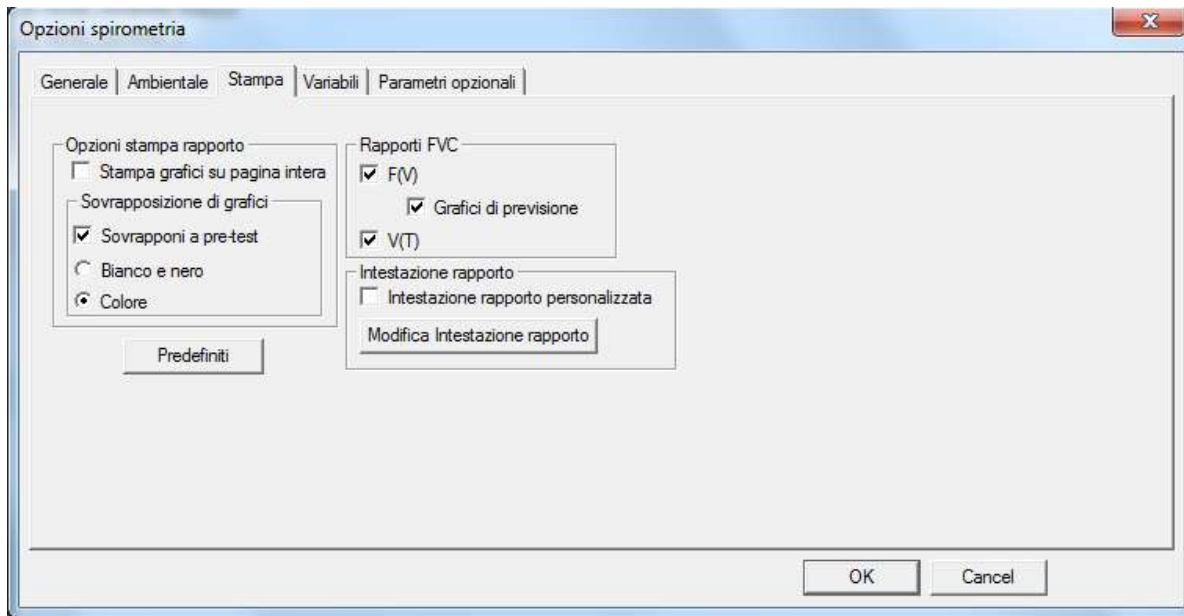 Opzioni spirometria
Generale
Ambientale
Stampa
Variabili
Parametri opzionali
Opzioni stampa rapporto
Stampa grafici su pagina intera
Sovrapposizione di grafici
Sovrapponi a pre-test
Bianco e nero
Colore
Predefiniti
Rapporti FVC
F(V)
Grafici di previsione
V(T)
Intestazione rapporto
Intestazione rapporto personalizzata
Modifica Intestazione rapporto
OK
Cancel